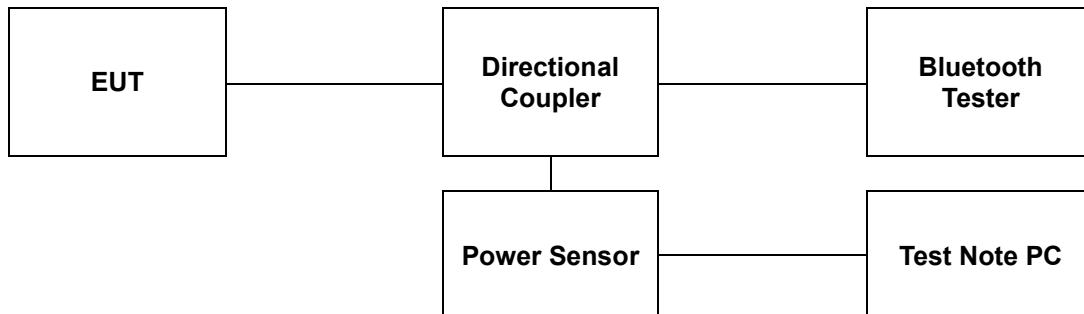 EUT
Directional
Coupler
Bluetooth
Tester
Power Sensor
Test Note PC